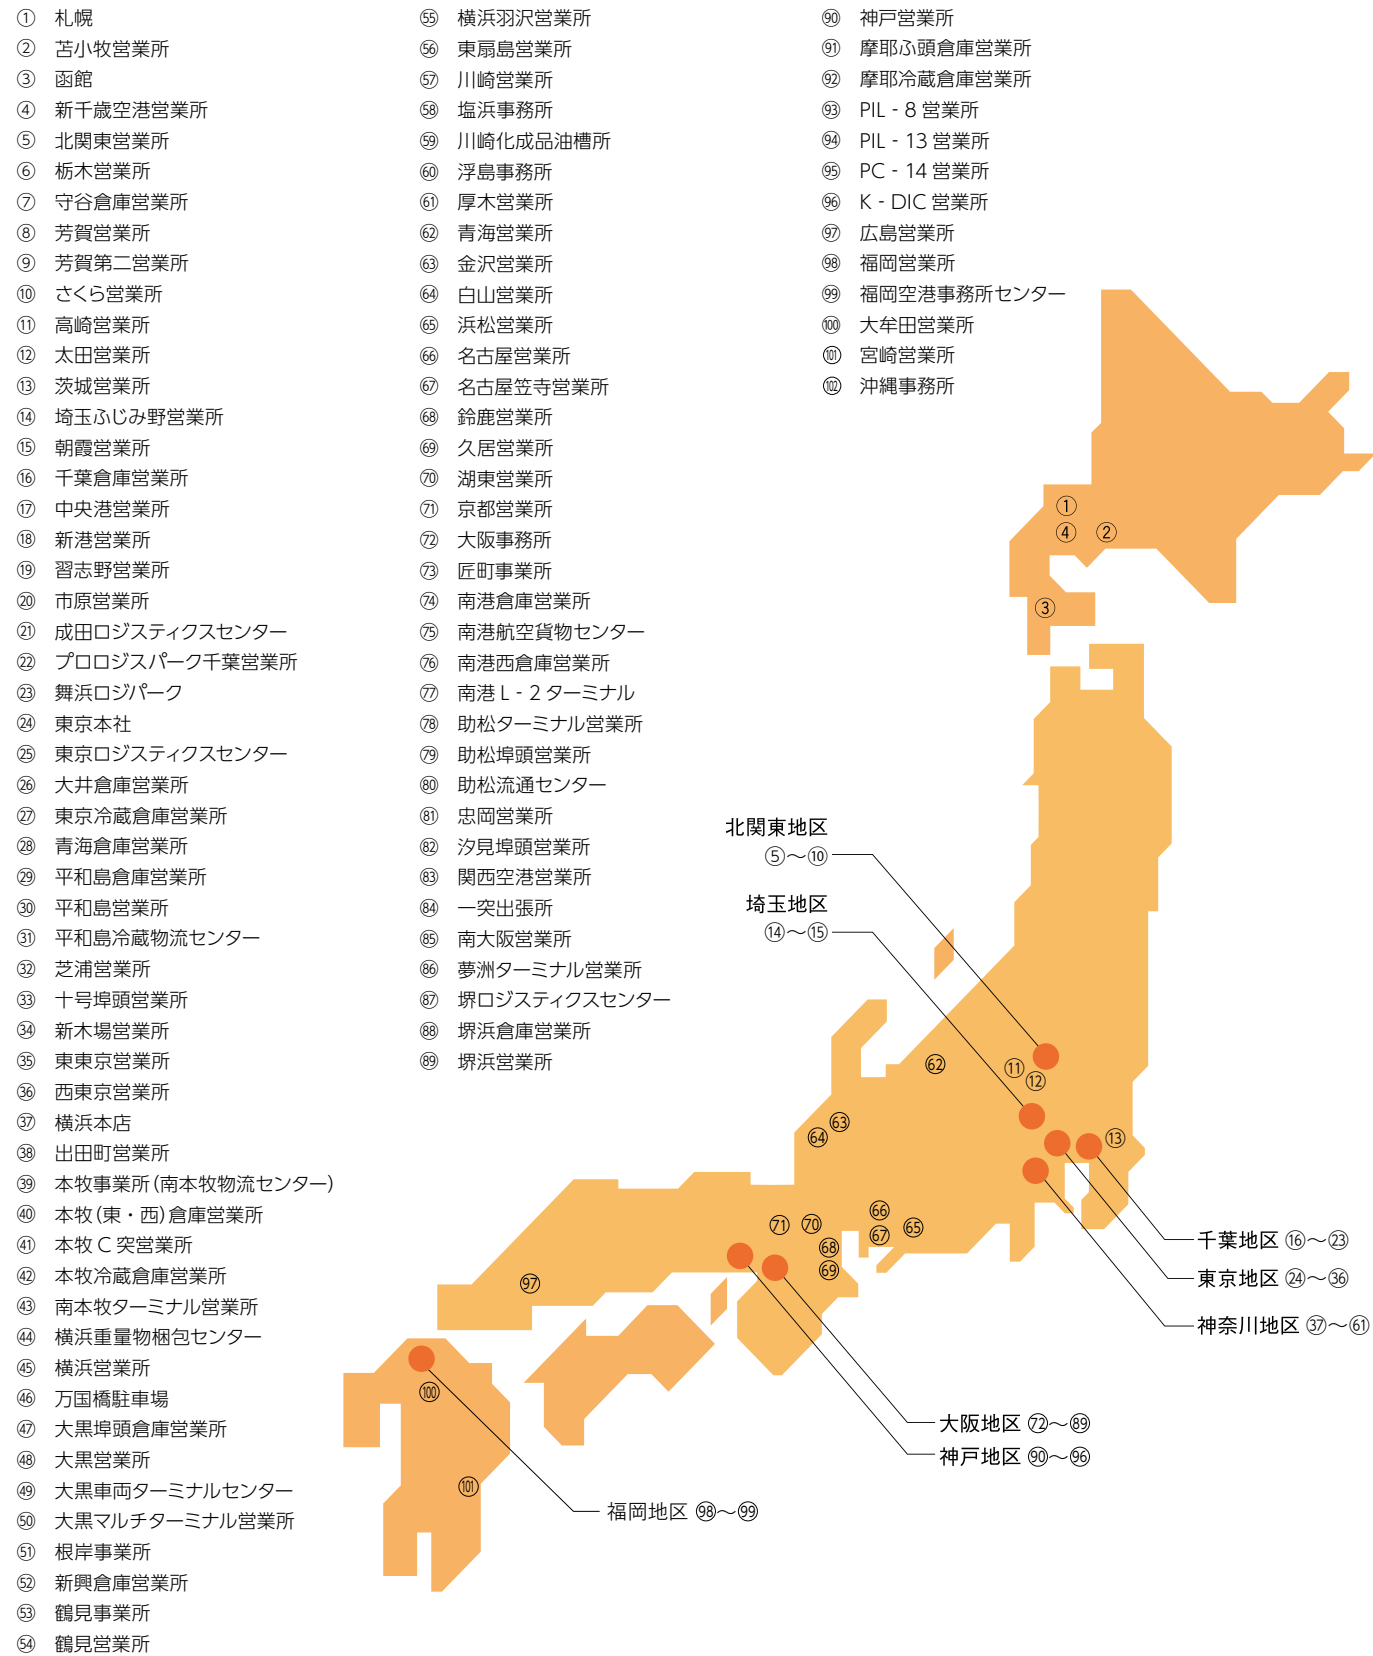 ① 札幌
② 苫小牧営業所
③ 函館
④ 新千歳空港営業所
⑤ 北関東営業所
⑥ 栃木営業所
⑦ 守谷倉庫営業所
⑧ 芳賀営業所
⑨ 芳賀第二営業所
⑩ さくら営業所
⑪ 高崎営業所
⑫ 太田営業所
⑬ 茨城営業所
⑭ 埼玉ふじみ野営業所
⑮ 朝霞営業所
⑯ 千葉倉庫営業所
⑰ 中央港営業所
⑱ 新港営業所
⑲ 習志野営業所
⑳ 市原営業所
㉑ 成田ロジスティクスセンター
㉒ プロロジスパーク千葉営業所
㉓ 舞浜ロジパーク
㉔ 東京本社
㉕ 東京ロジスティクスセンター
㉖ 大井倉庫営業所
㉗ 東京冷蔵倉庫営業所
㉘ 青海倉庫営業所
㉙ 平和島倉庫営業所
㉚ 平和島営業所
㉛ 平和島冷蔵物流センター
㉜ 芝浦営業所
㉝ 十号埠頭営業所
㉞ 新木場営業所
㉟ 東東京営業所
㊱ 西東京営業所
㊲ 横浜本店
㊳ 出田町営業所
㊴ 本牧事業所(南本牧物流センター)
㊵ 本牧(東・西)倉庫営業所
㊶ 本牧 C 突営業所
㊷ 本牧冷蔵倉庫営業所
㊸ 南本牧ターミナル営業所
㊹ 横浜重量物梱包センター
㊺ 横浜営業所
㊻ 万国橋駐車場
㊼ 大黒埠頭倉庫営業所
㊽ 大黒営業所
㊾ 大黒車両ターミナルセンター
㊿ 大黒マルチターミナル営業所
51 根岸事業所
52 新興倉庫営業所
53 鶴見事業所
54 鶴見営業所
55 横浜羽沢営業所
56 東扇島営業所
57 川崎営業所
58 塩浜事務所
59 川崎化成品油槽所
60 浮島事務所
61 厚木営業所
62 青海営業所
63 金沢営業所
64 白山営業所
65 浜松営業所
66 名古屋営業所
67 名古屋笠寺営業所
68 鈴鹿営業所
69 久居営業所
70 湖東営業所
71 京都営業所
72 大阪事務所
73 匠町事業所
74 南港倉庫営業所
75 南港航空貨物センター
76 南港西倉庫営業所
77 南港 L - 2 ターミナル
78 助松ターミナル営業所
79 助松埠頭営業所
80 助松流通センター
81 忠岡営業所
82 汐見埠頭営業所
83 関西空港営業所
84 一突出張所
85 南大阪営業所
86 夢洲ターミナル営業所
87 堺ロジスティクスセンター
88 堺浜倉庫営業所
89 堺浜営業所
90 神戸営業所
91 摩耶ふ頭倉庫営業所
92 摩耶冷蔵倉庫営業所
93 PIL - 8 営業所
94 PIL - 13 営業所
95 PC - 14 営業所
96 K - DIC 営業所
97 広島営業所
98 福岡営業所
99 福岡空港事務所センター
100 大牟田営業所
101 宮崎営業所
102 沖縄事務所
①
④ ②
③
北関東地区
⑤〜⑩
埼玉地区
⑭〜⑮
62
⑪
⑫
63
64
⑬
66
71 70 65
67
68
69
97
千葉地区 ⑯〜㉓
東京地区 ㉔〜㊱
神奈川地区 ㊲〜61
100
大阪地区 72〜89
神戸地区 90〜96
101
福岡地区 98〜99